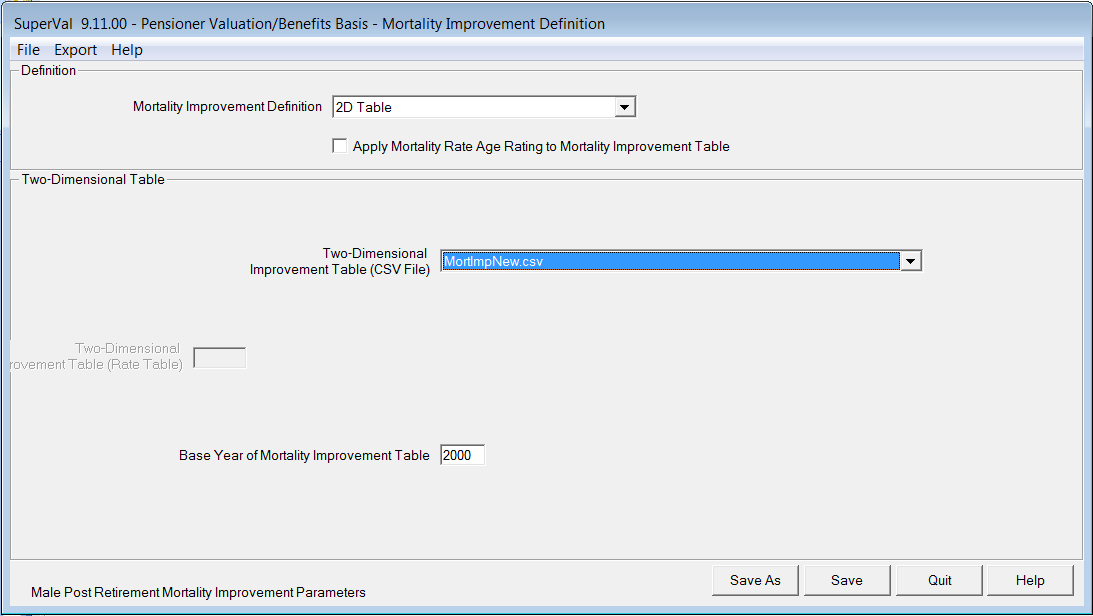 SuperVal 9.11.00 - Pensioner Valuation/Benefits Basis - Mortality Improvement Definition
File Export Help
Definition
Mortality Improvement Definition 2D Table
Apply Mortality Rate Age Rating to Mortality Improvement Table
Two-Dimensional Table
Two-Dimensional
Improvement Table (CSV File) MortImpNew.csv
Two-Dimensional
rovement Table (Rate Table)
Base Year of Mortality Improvement Table 2000
Save As Save Quit Help
Male Post Retirement Mortality Improvement Parameters